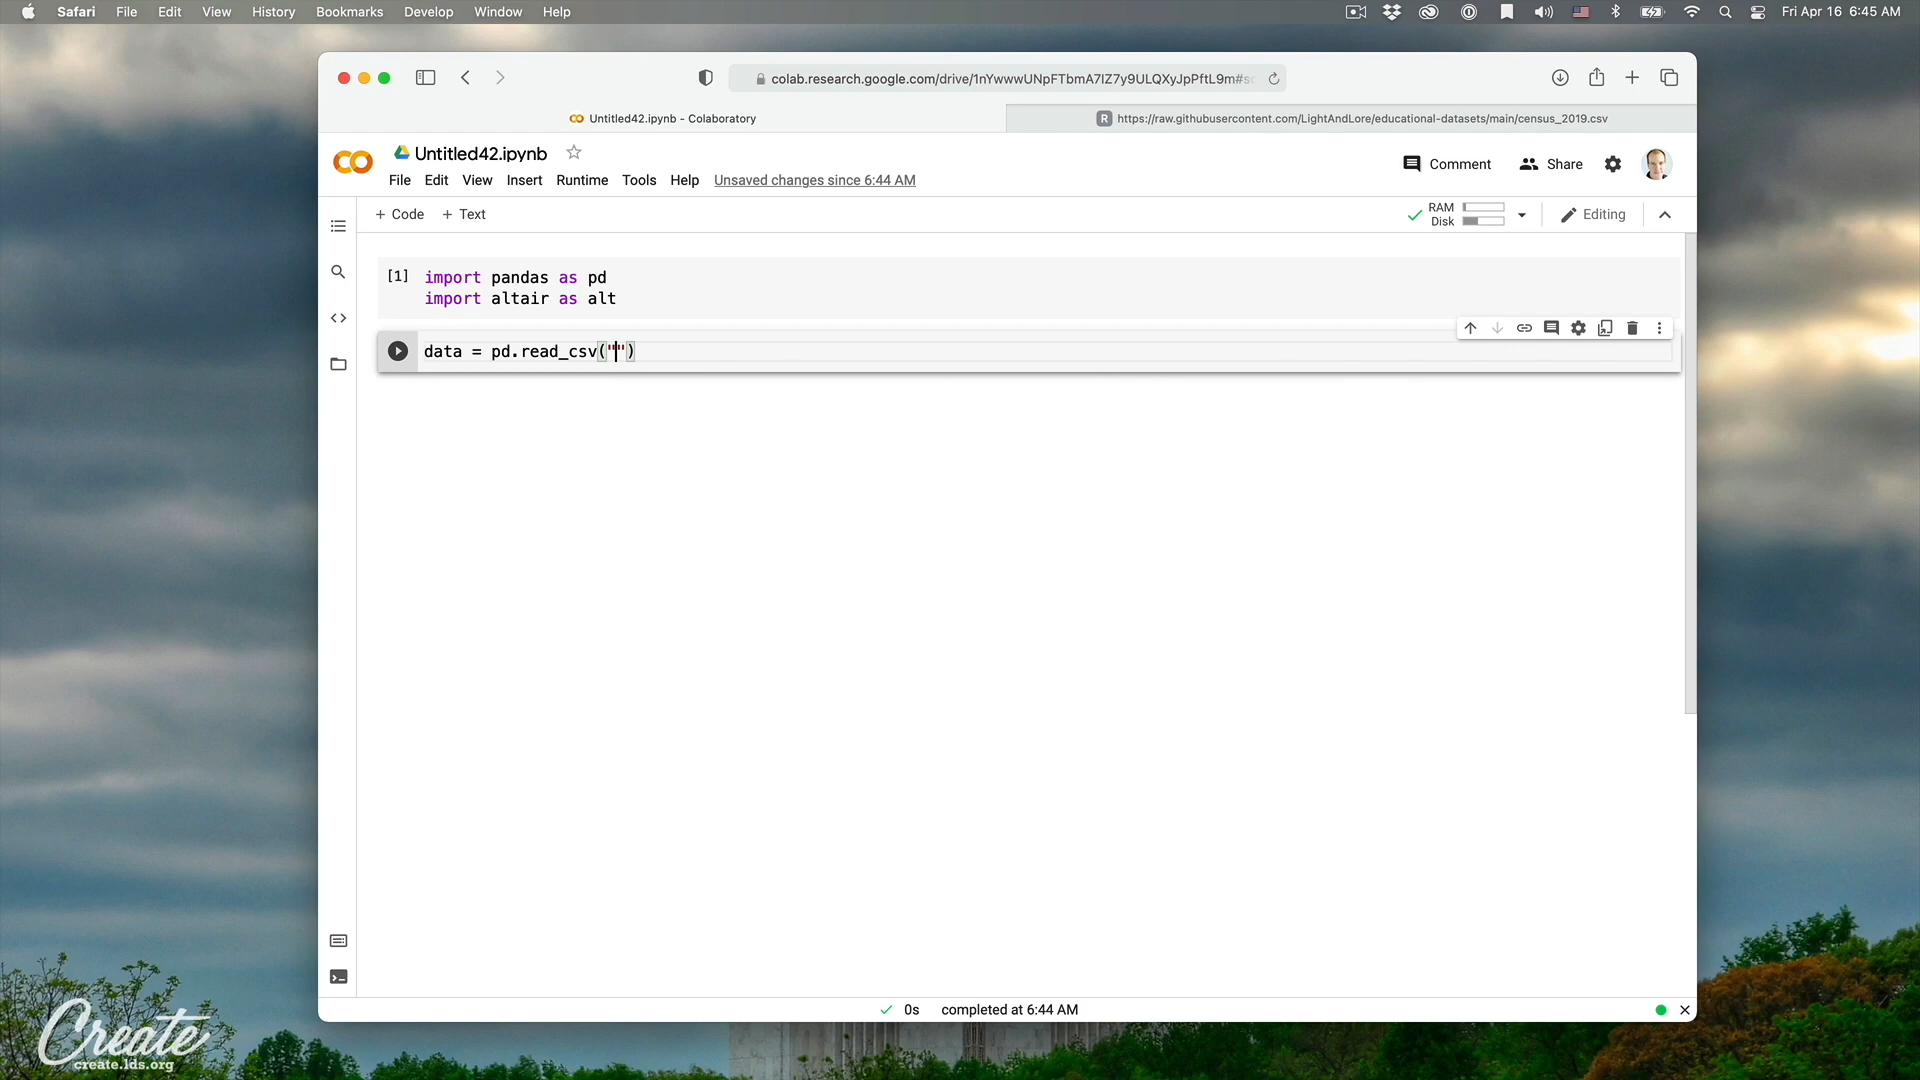 Safari File Edit View History Bookmarks Develop Window Help Fri Apr 16 6:45 AM
colab.research.google.com/drive/1nYwwwUNpFTbmA7IZ7y9ULQXyJpPftL9m#sc
Untitled42.ipynb - Colaboratory
R https://raw.githubusercontent.com/LightAndLore/educational-datasets/main/census_2019.csv
Untitled42.ipynb
Comment Share
File Edit View Insert Runtime Tools Help Unsaved changes since 6:44 AM
+ Code + Text
RAM
Disk
Editing
[1] import pandas as pd
import altair as alt
data = pd.read_csv("")
0s completed at 6:44 AM
Create
create.lds.org